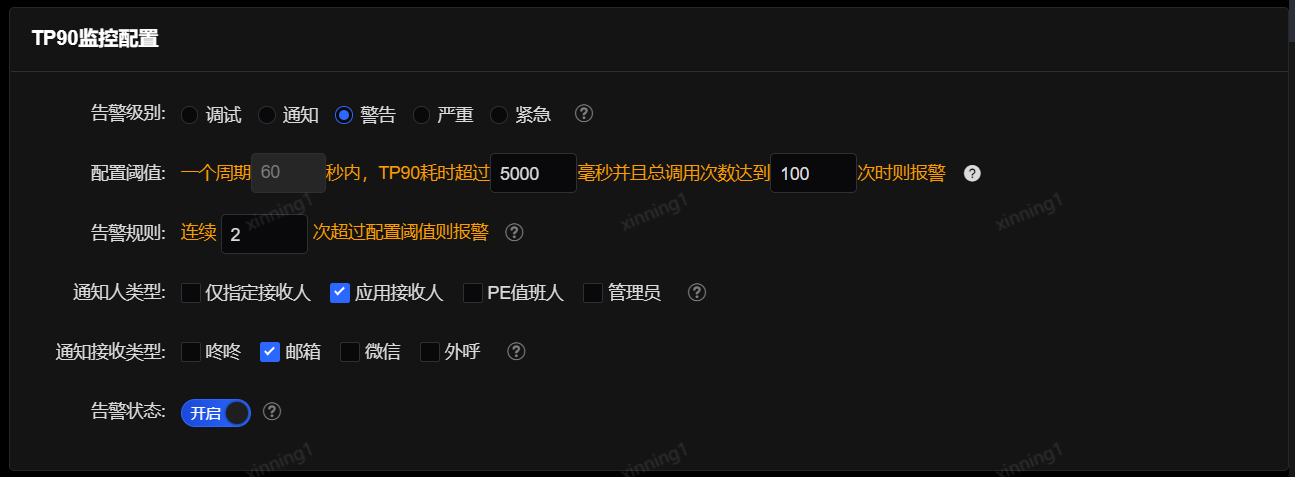 TP90监控配置
告警级别: 调试 通知 警告 严重 紧急 ?
配置阈值: 一个周期 60 秒内，TP90耗时超过 5000 毫秒并且总调用次数达到 100 次时则报警 ?
xinning1 xinning1 xinning1
告警规则: 连续 2 次超过配置阈值则报警 ?
通知人类型: 仅指定接收人 应用接收人 PE值班人 管理员 ?
通知接收类型: 咚咚 邮箱 微信 外呼 ?
告警状态: 开启 ?
xinning1 xinning1 xinning1